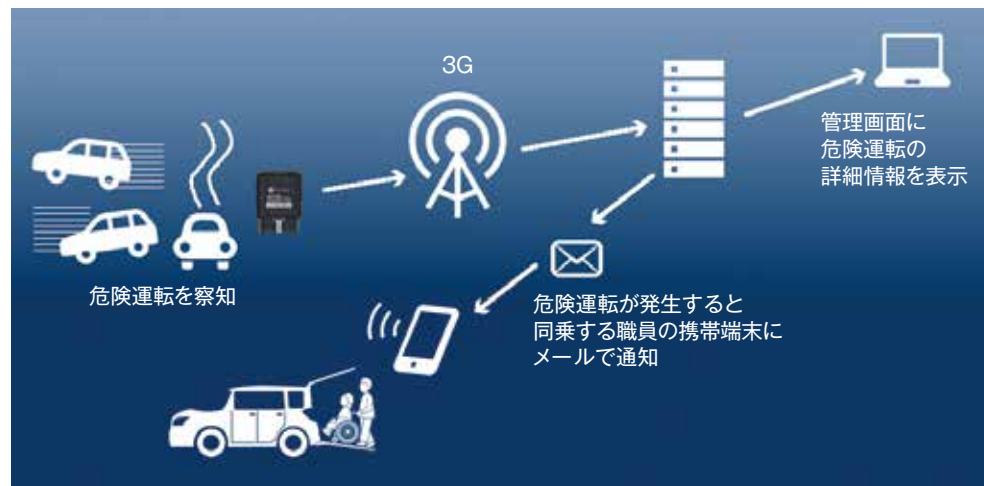 3G
管理画面に
危険運転の
詳細情報を表示
危険運転を察知
危険運転が発生すると
同乗する職員の携帯端末に
メールで通知